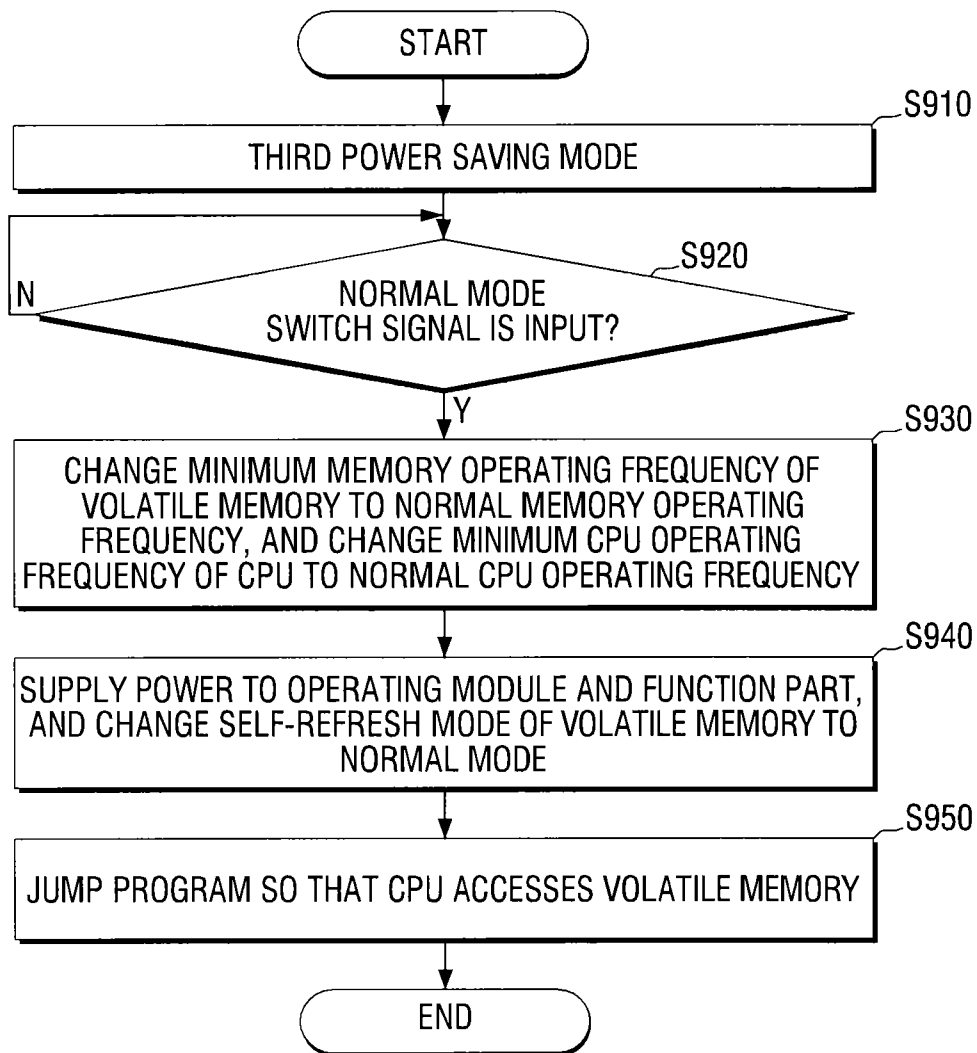 START
S910
THIRD POWER SAVING MODE
S920
N
NORMAL MODE
SWITCH SIGNAL IS INPUT?
Y
S930
CHANGE MINIMUM MEMORY OPERATING FREQUENCY OF
VOLATILE MEMORY TO NORMAL MEMORY OPERATING
FREQUENCY, AND CHANGE MINIMUM CPU OPERATING
FREQUENCY OF CPU TO NORMAL CPU OPERATING FREQUENCY
S940
SUPPLY POWER TO OPERATING MODULE AND FUNCTION PART,
AND CHANGE SELF-REFRESH MODE OF VOLATILE MEMORY TO
NORMAL MODE
S950
JUMP PROGRAM SO THAT CPU ACCESSES VOLATILE MEMORY
END